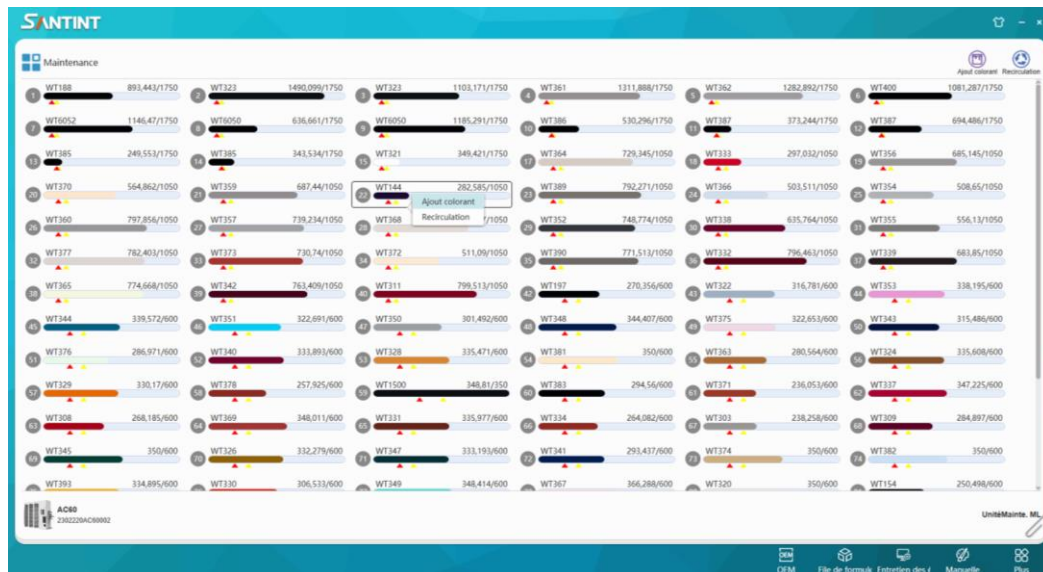 SANTINT
Maintenance
Ajout colorant Recirculation
1 WT188 893,443/1750 2 WT323 1490,099/1750 3 WT323 1103,171/1750 4 WT361 1311,888/1750 5 WT362 1282,892/1750 6 WT400 1081,287/1750
7 WT6052 1146,47/1750 8 WT6050 636,661/1750 9 WT6050 1185,291/1750 10 WT386 530,296/1750 11 WT387 373,244/1750 12 WT387 694,486/1750
13 WT385 249,553/1750 14 WT385 343,534/1750 15 WT321 349,421/1750 17 WT364 729,345/1050 18 WT333 297,032/1050 19 WT356 685,145/1050
20 WT370 564,862/1050 21 WT359 687,44/1050 22 WT144 282,585/1050 23 WT389 792,271/1050 24 WT366 503,511/1050 25 WT354 508,65/1050
Ajout colorant
Recirculation
26 WT360 797,856/1050 27 WT357 739,234/1050 28 WT368 7/1050 29 WT352 748,774/1050 30 WT338 635,764/1050 31 WT355 556,13/1050
32 WT377 782,403/1050 33 WT373 730,74/1050 34 WT372 511,09/1050 35 WT390 771,513/1050 36 WT332 796,463/1050 37 WT339 683,85/1050
38 WT365 774,668/1050 39 WT342 763,409/1050 40 WT311 799,513/1050 42 WT197 270,356/600 43 WT322 316,781/600 44 WT353 338,195/600
45 WT344 339,572/600 46 WT351 322,691/600 47 WT350 301,492/600 48 WT348 344,407/600 49 WT375 322,653/600 50 WT343 315,486/600
51 WT376 286,971/600 52 WT340 333,893/600 53 WT328 335,471/600 54 WT381 350/600 55 WT363 280,564/600 56 WT324 335,608/600
57 WT329 330,17/600 58 WT378 257,925/600 59 WT1500 348,81/350 60 WT383 294,56/600 61 WT371 236,053/600 62 WT337 347,225/600
63 WT308 268,185/600 64 WT369 348,011/600 65 WT331 335,977/600 66 WT334 264,082/600 67 WT303 238,258/600 68 WT309 284,897/600
69 WT345 350/600 70 WT326 332,279/600 71 WT347 333,193/600 72 WT341 293,437/600 73 WT374 350/600 74 WT382 350/600
WT393 334,895/600 WT330 306,533/600 WT349 348,414/600 WT367 366,288/600 WT320 350/600 WT154 250,498/600
AC60
2302220AC60002
UnitéMainte. ML
OEM
OEM File de formule Entretien des é Manuelle Plus